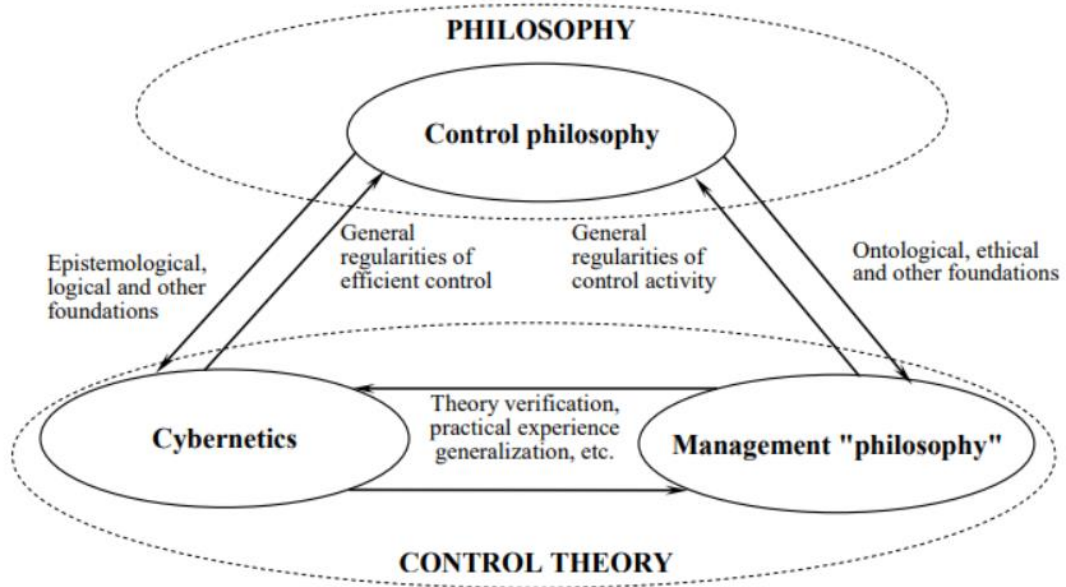 PHILOSOPHY
Control philosophy
Epistemological,
logical and other
foundations
General
regularities of
efficient control
General
regularities of
control activity
Ontological, ethical
and other foundations
Cybernetics
Theory verification,
practical experience
generalization, etc.
Management "philosophy"
CONTROL THEORY